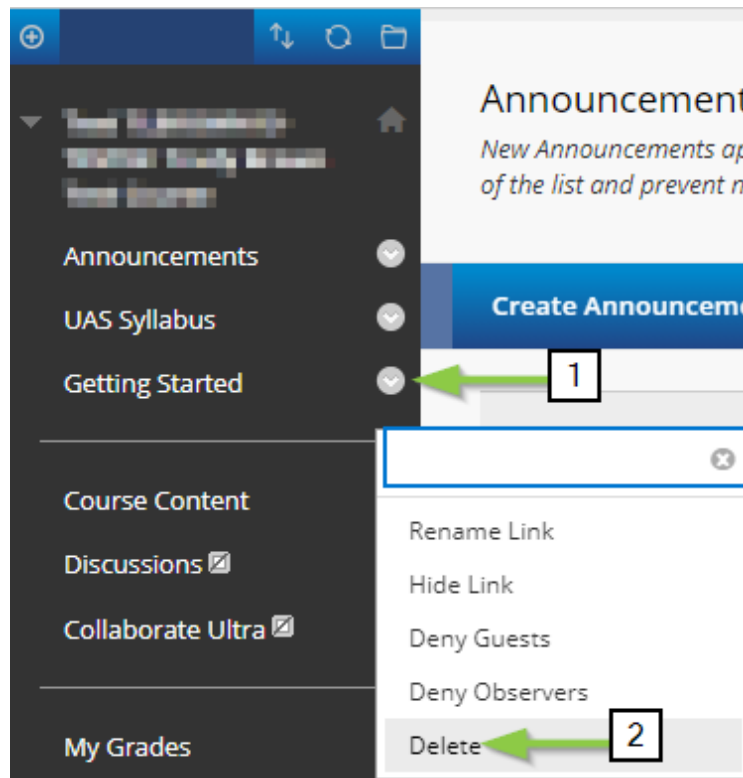 Announcement
New Announcements ap
of the list and prevent n
Announcements
UAS Syllabus
Getting Started
Create Announceme
1
Course Content
Discussions
Collaborate Ultra
My Grades
Rename Link
Hide Link
Deny Guests
Deny Observers
Delete
2